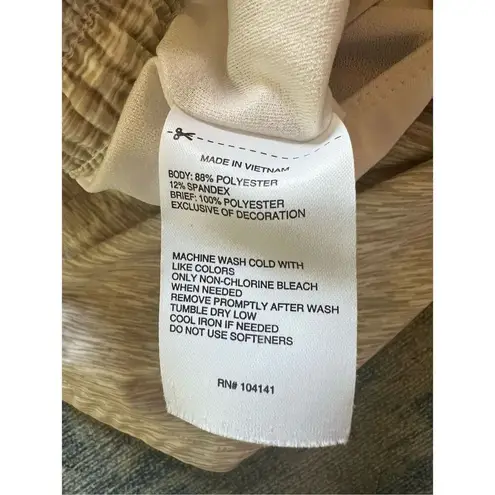 MADE IN VIETNAM
BODY: 88% POLYESTER
12% SPANDEX
BRIEF: 100% POLYESTER
EXCLUSIVE OF DECORATION
MACHINE WASH COLD WITH
LIKE COLORS
ONLY NON-CHLORINE BLEACH
WHEN NEEDED
REMOVE PROMPTLY AFTER WASH
TUMBLE DRY LOW
COOL IRON IF NEEDED
DO NOT USE SOFTENERS
RN# 104141